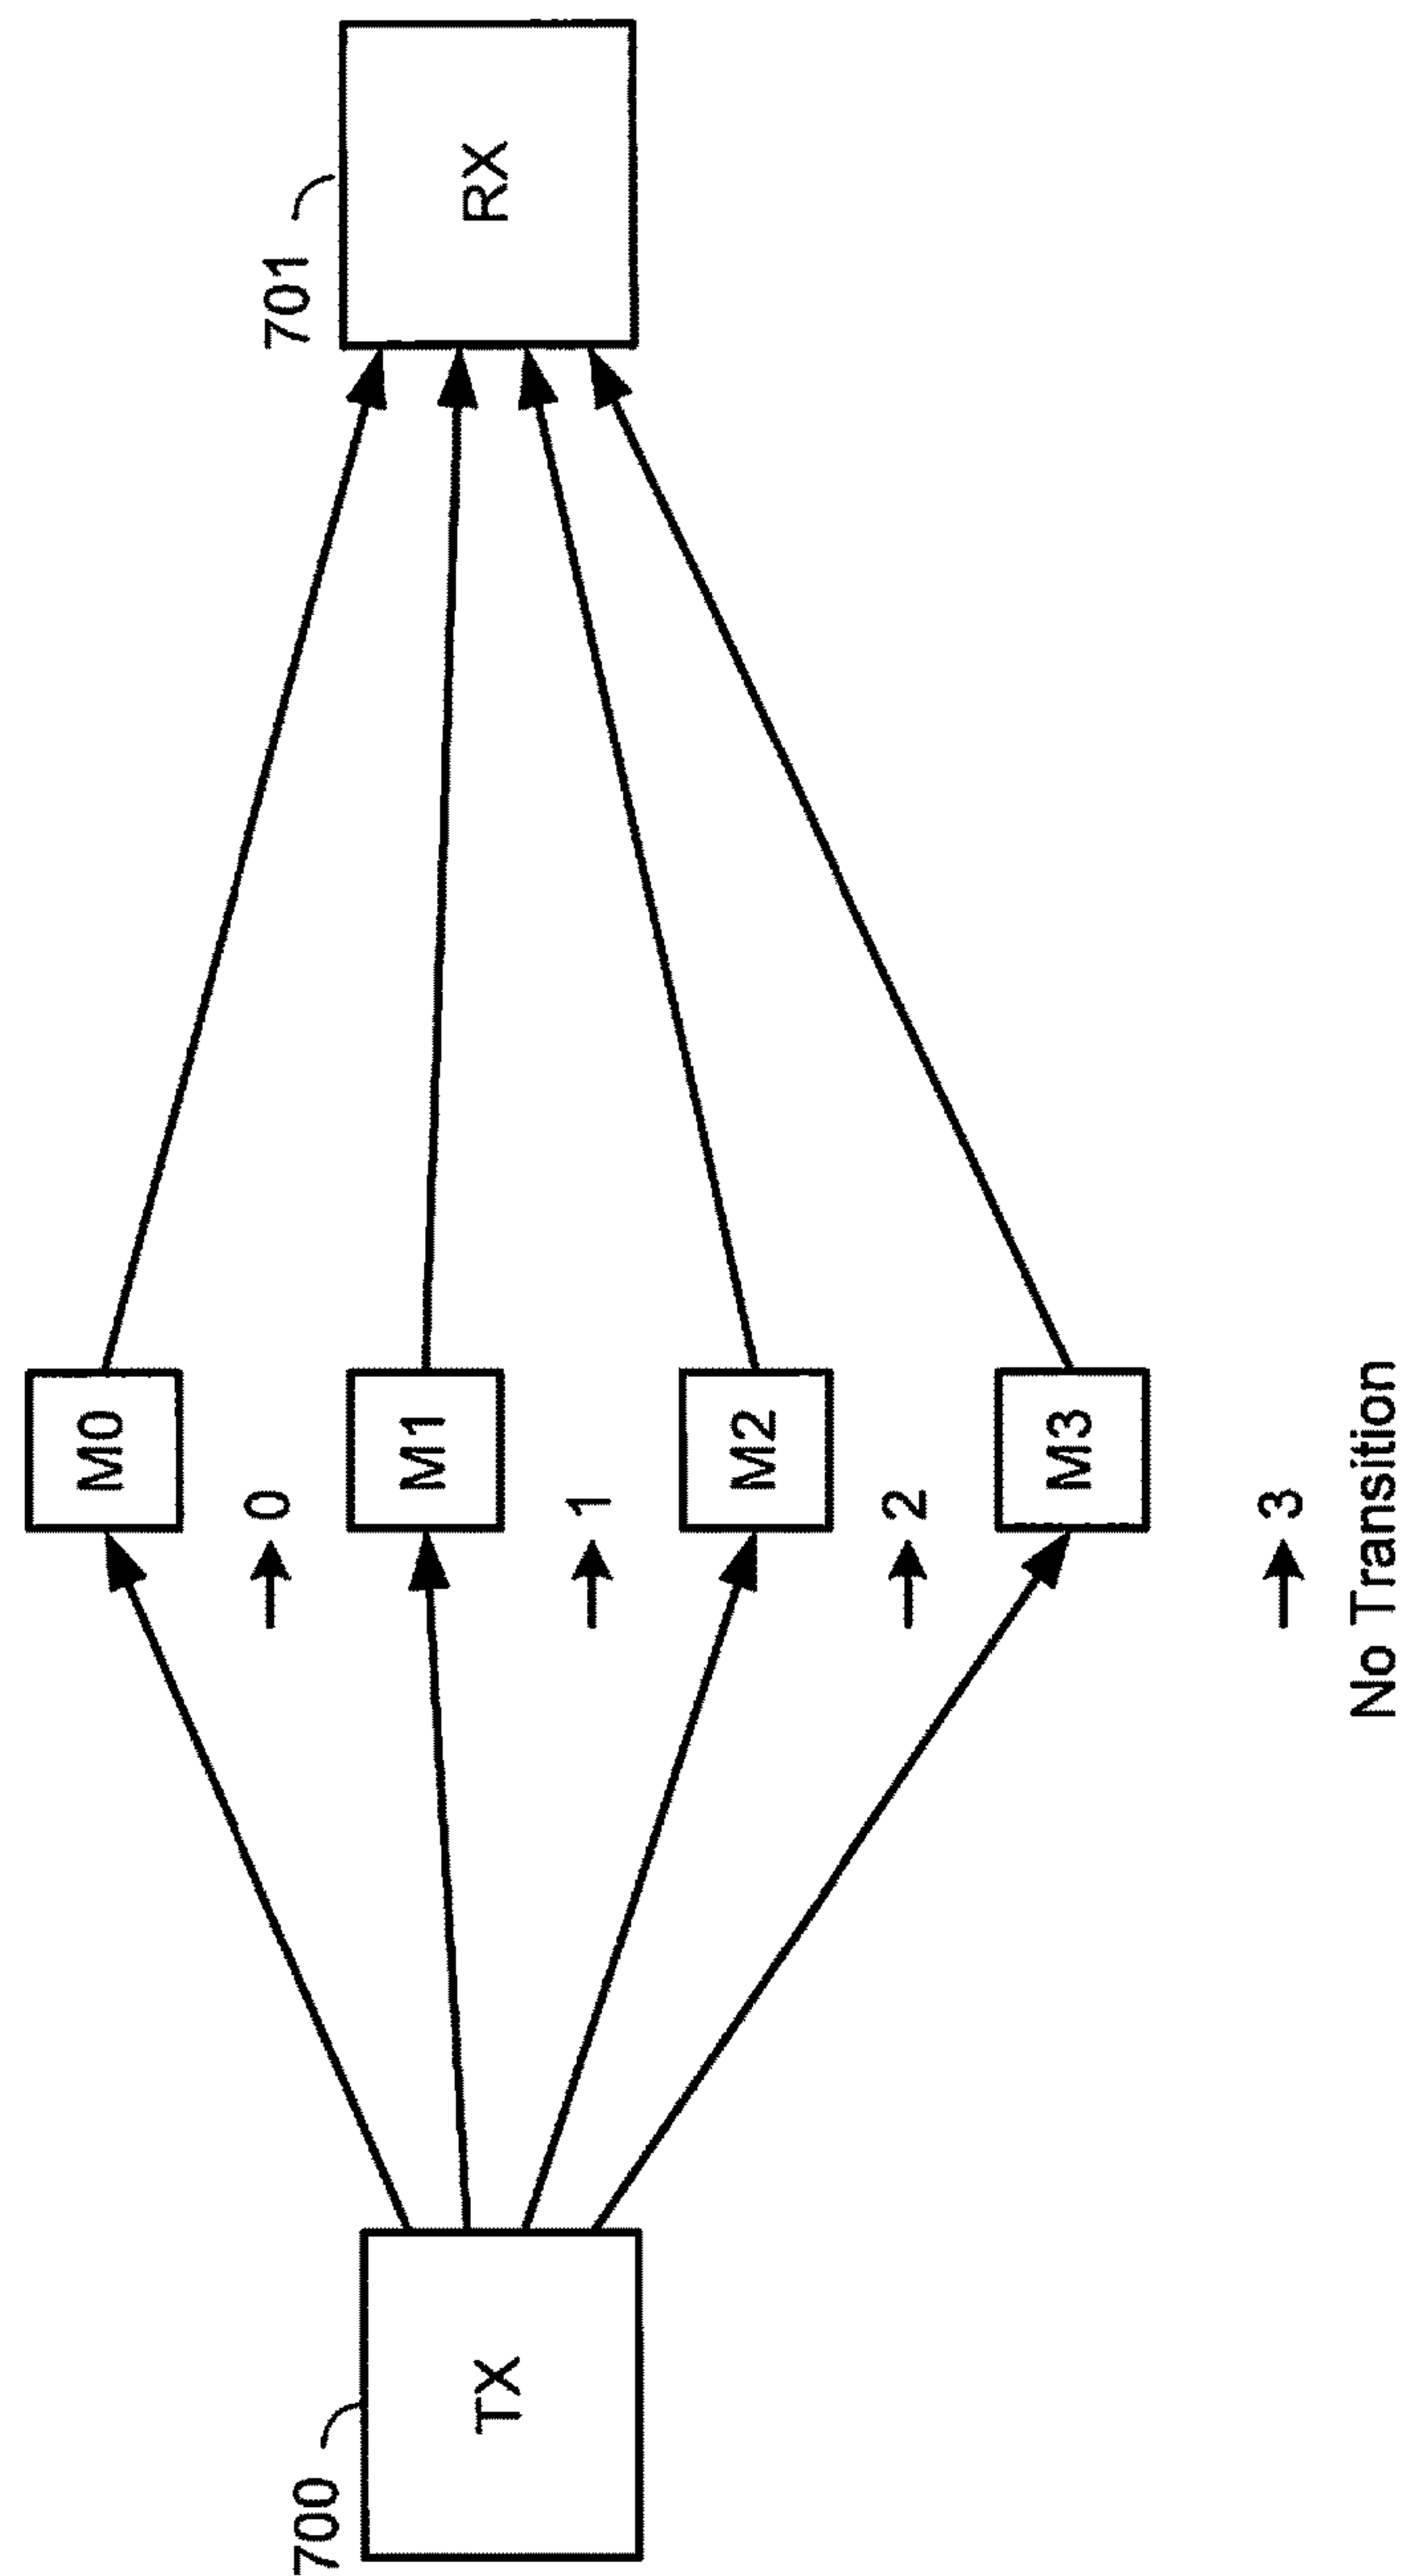 700
TX
M0
→ 0
M1
→ 1
M2
→ 2
M3
→ 3
No Transition
701
RX